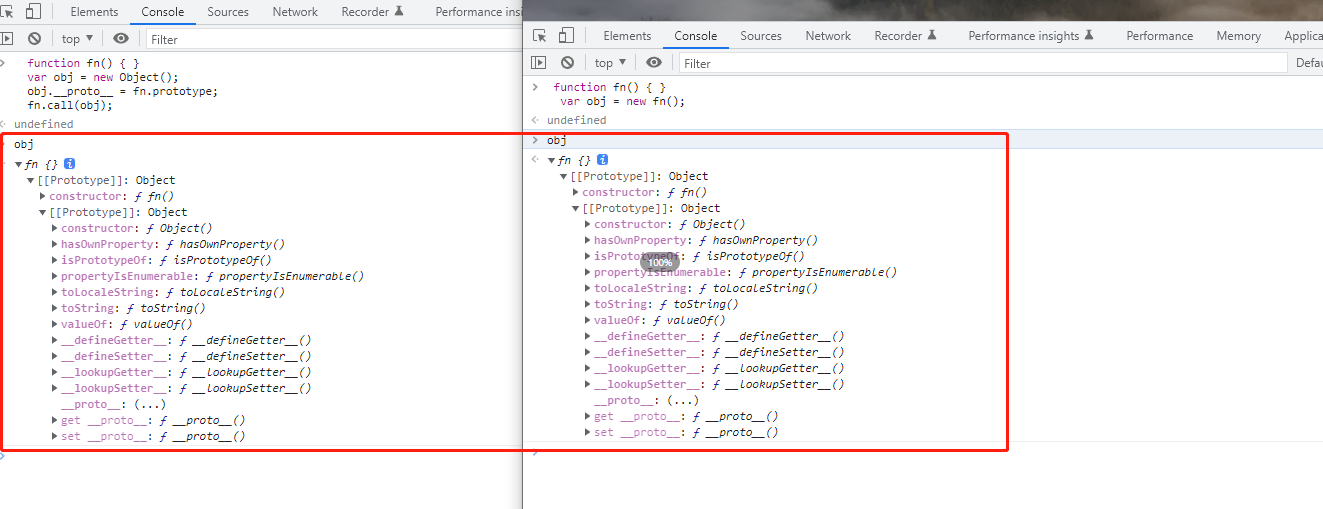 Elements Console Sources Network Recorder Performance insi
top Filter
function fn() { }
var obj = new Object();
obj.__proto__ = fn.prototype;
fn.call(obj);
undefined
obj
fn {} i
[[Prototype]]: Object
constructor: ƒ fn()
[[Prototype]]: Object
constructor: ƒ Object()
hasOwnProperty: ƒ hasOwnProperty()
isPrototypeOf: ƒ isPrototypeOf()
propertyIsEnumerable: ƒ propertyIsEnumerable()
toLocaleString: ƒ toLocaleString()
toString: ƒ toString()
valueOf: ƒ valueOf()
__defineGetter__: ƒ __defineGetter__()
__defineSetter__: ƒ __defineSetter__()
__lookupGetter__: ƒ __lookupGetter__()
__lookupSetter__: ƒ __lookupSetter__()
__proto__: (...)
get __proto__: ƒ __proto__()
set __proto__: ƒ __proto__()
Elements Console Sources Network Recorder Performance insights Performance Memory Applica
top Filter Defau
function fn() { }
var obj = new fn();
undefined
obj
fn {} i
[[Prototype]]: Object
constructor: ƒ fn()
[[Prototype]]: Object
constructor: ƒ Object()
hasOwnProperty: ƒ hasOwnProperty()
isPrototypeOf: ƒ isPrototypeOf()
100%
propertyIsEnumerable: ƒ propertyIsEnumerable()
toLocaleString: ƒ toLocaleString()
toString: ƒ toString()
valueOf: ƒ valueOf()
__defineGetter__: ƒ __defineGetter__()
__defineSetter__: ƒ __defineSetter__()
__lookupGetter__: ƒ __lookupGetter__()
__lookupSetter__: ƒ __lookupSetter__()
__proto__: (...)
get __proto__: ƒ __proto__()
set __proto__: ƒ __proto__()